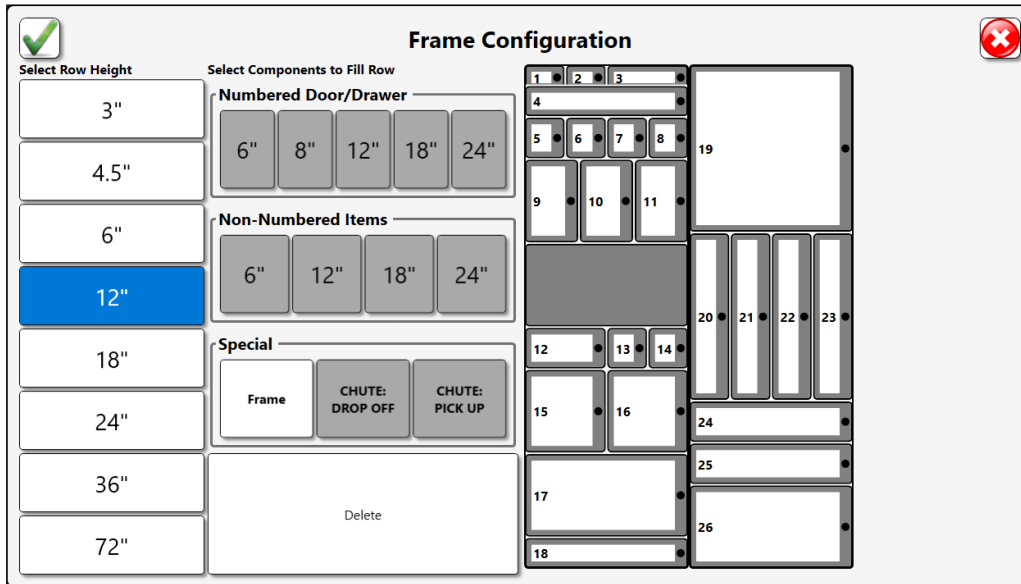 Frame Configuration
Select Row Height
3"
4.5"
6"
12"
18"
24"
36"
72"
Select Components to Fill Row
Numbered Door/Drawer
6" 8" 12" 18" 24"
Non-Numbered Items
6" 12" 18" 24"
Special
Frame
CHUTE:
DROP OFF
CHUTE:
PICK UP
Delete
1 2 3
4
5 6 7 8
9 10 11
12 13 14
15 16
17
18
19
20 21 22 23
24
25
26